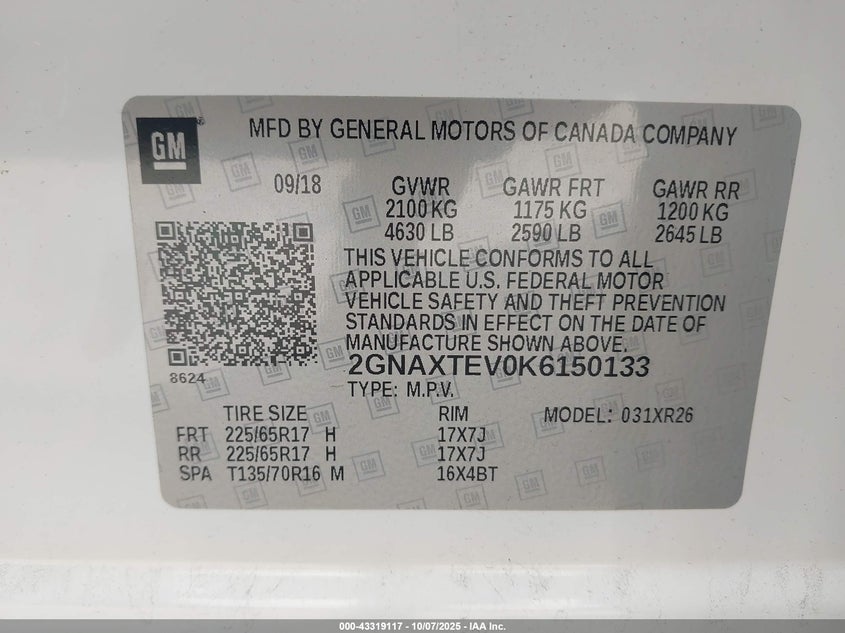 GM
MFD BY GENERAL MOTORS OF CANADA COMPANY
09/18 GVWR GAWR FRT GAWR RR
2100 KG 1175 KG 1200 KG
4630 LB 2590 LB 2645 LB
THIS VEHICLE CONFORMS TO ALL
APPLICABLE U.S. FEDERAL MOTOR
VEHICLE SAFETY AND THEFT PREVENTION
STANDARDS IN EFFECT ON THE DATE OF
MANUFACTURE SHOWN ABOVE.
8624 2GNAXTEV0K6150133
TYPE: M.P.V.
TIRE SIZE RIM MODEL: 031XR26
FRT 225/65R17 H 17X7J
RR 225/65R17 H 17X7J
SPA T135/70R16 M 16X4BT
000-43319117 - 10/07/2025 - IAA Inc.